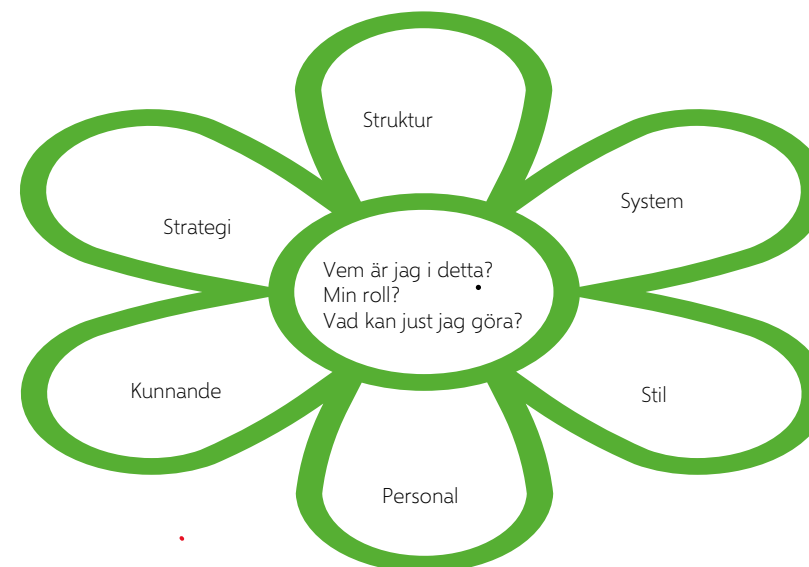 Struktur
System
Strategi
Vem är jag i detta?
Min roll?
Vad kan just jag göra?
Kunnande
Stil
Personal